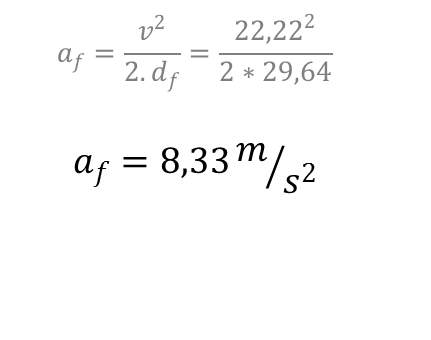 a_f = v²/2.d_f = 22,22²/2 * 29,64
a_f = 8,33 m/s²